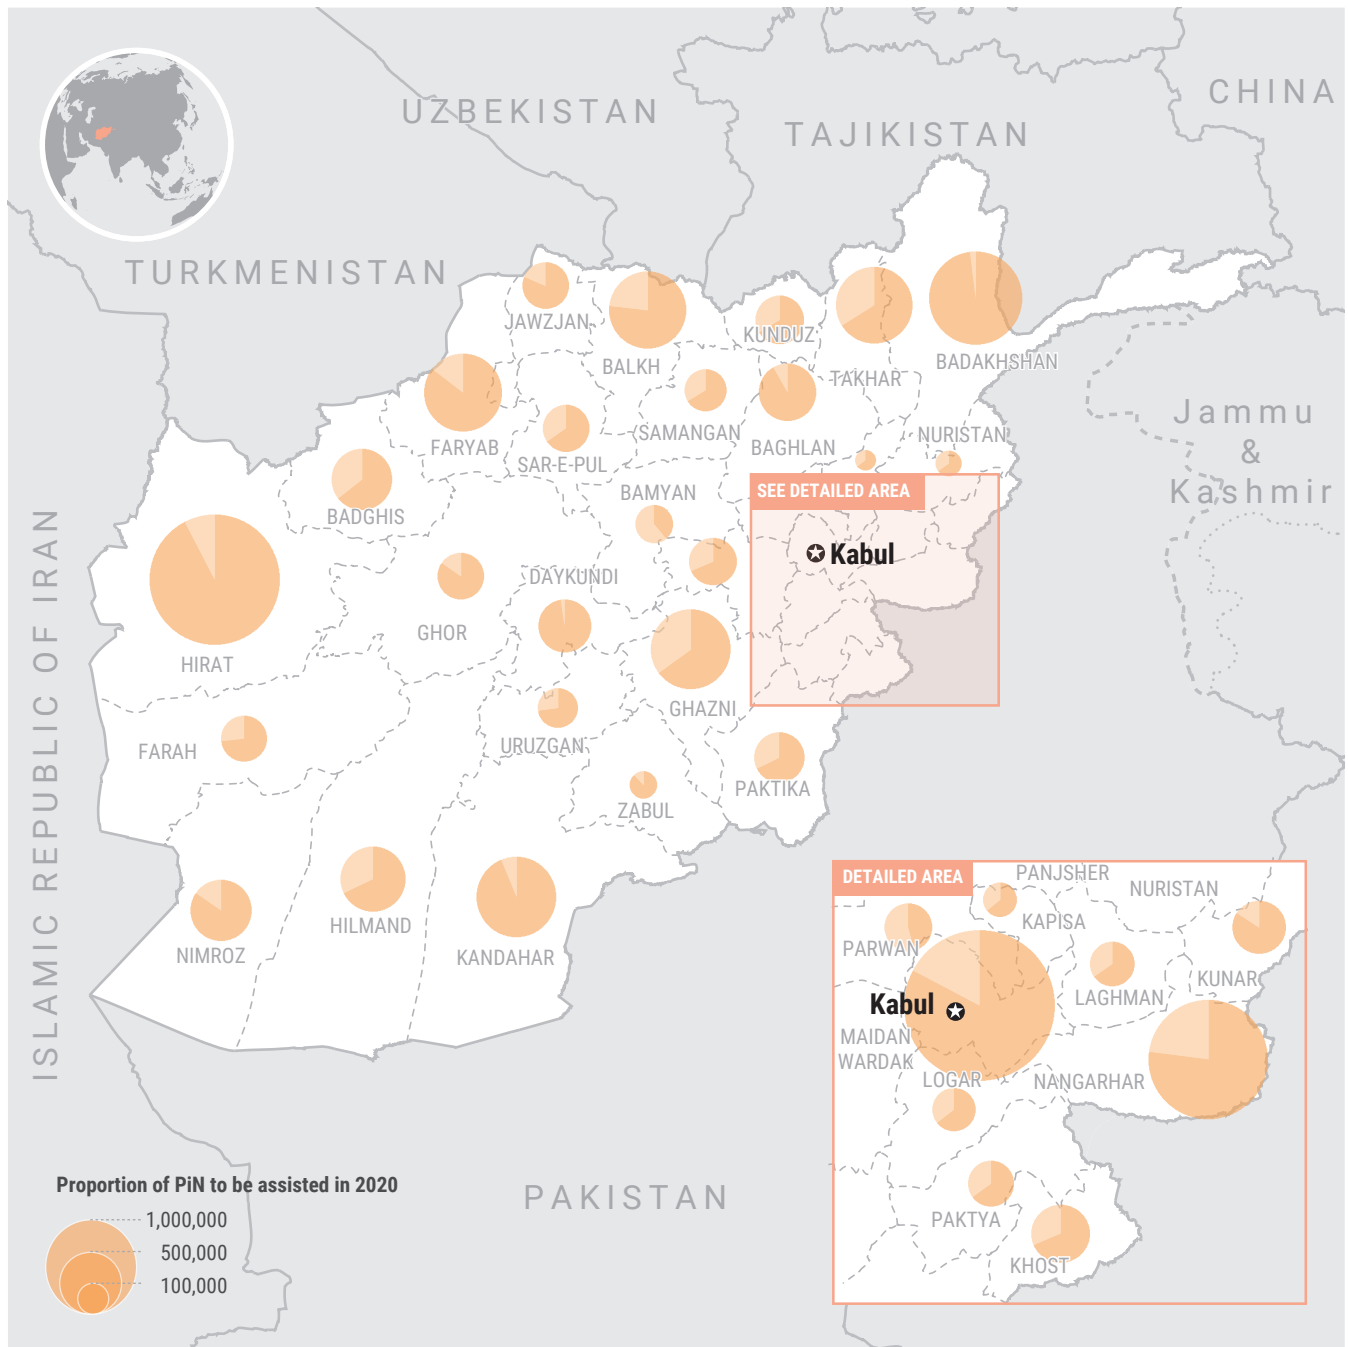 CHINA
UZBEKISTAN
TAJIKISTAN
TURKMENISTAN
JAWZJAN
BALKH
KUNDUZ
TAKHAR
BADAKHSHAN
Jammu
&
Kashmir
FARYAB
SAR-E-PUL
SAMANGAN
BAGHLAN
NURISTAN
BADGHIS
BAMYAN
SEE DETAILED AREA
Kabul
ISLAMIC REPUBLIC OF IRAN
HIRAT
GHOR
DAYKUNDI
GHAZNI
FARAH
URUZGAN
ZABUL
PAKTIKA
NIMROZ
HILMAND
KANDAHAR
DETAILED AREA
PANJSHER
NURISTAN
KAPISA
PARWAN
KUNAR
LAGHMAN
Kabul
MAIDAN
WARDAK
LOGAR
NANGARHAR
PAKTYA
KHOST
PAKISTAN
Proportion of PiN to be assisted in 2020
1,000,000
500,000
100,000